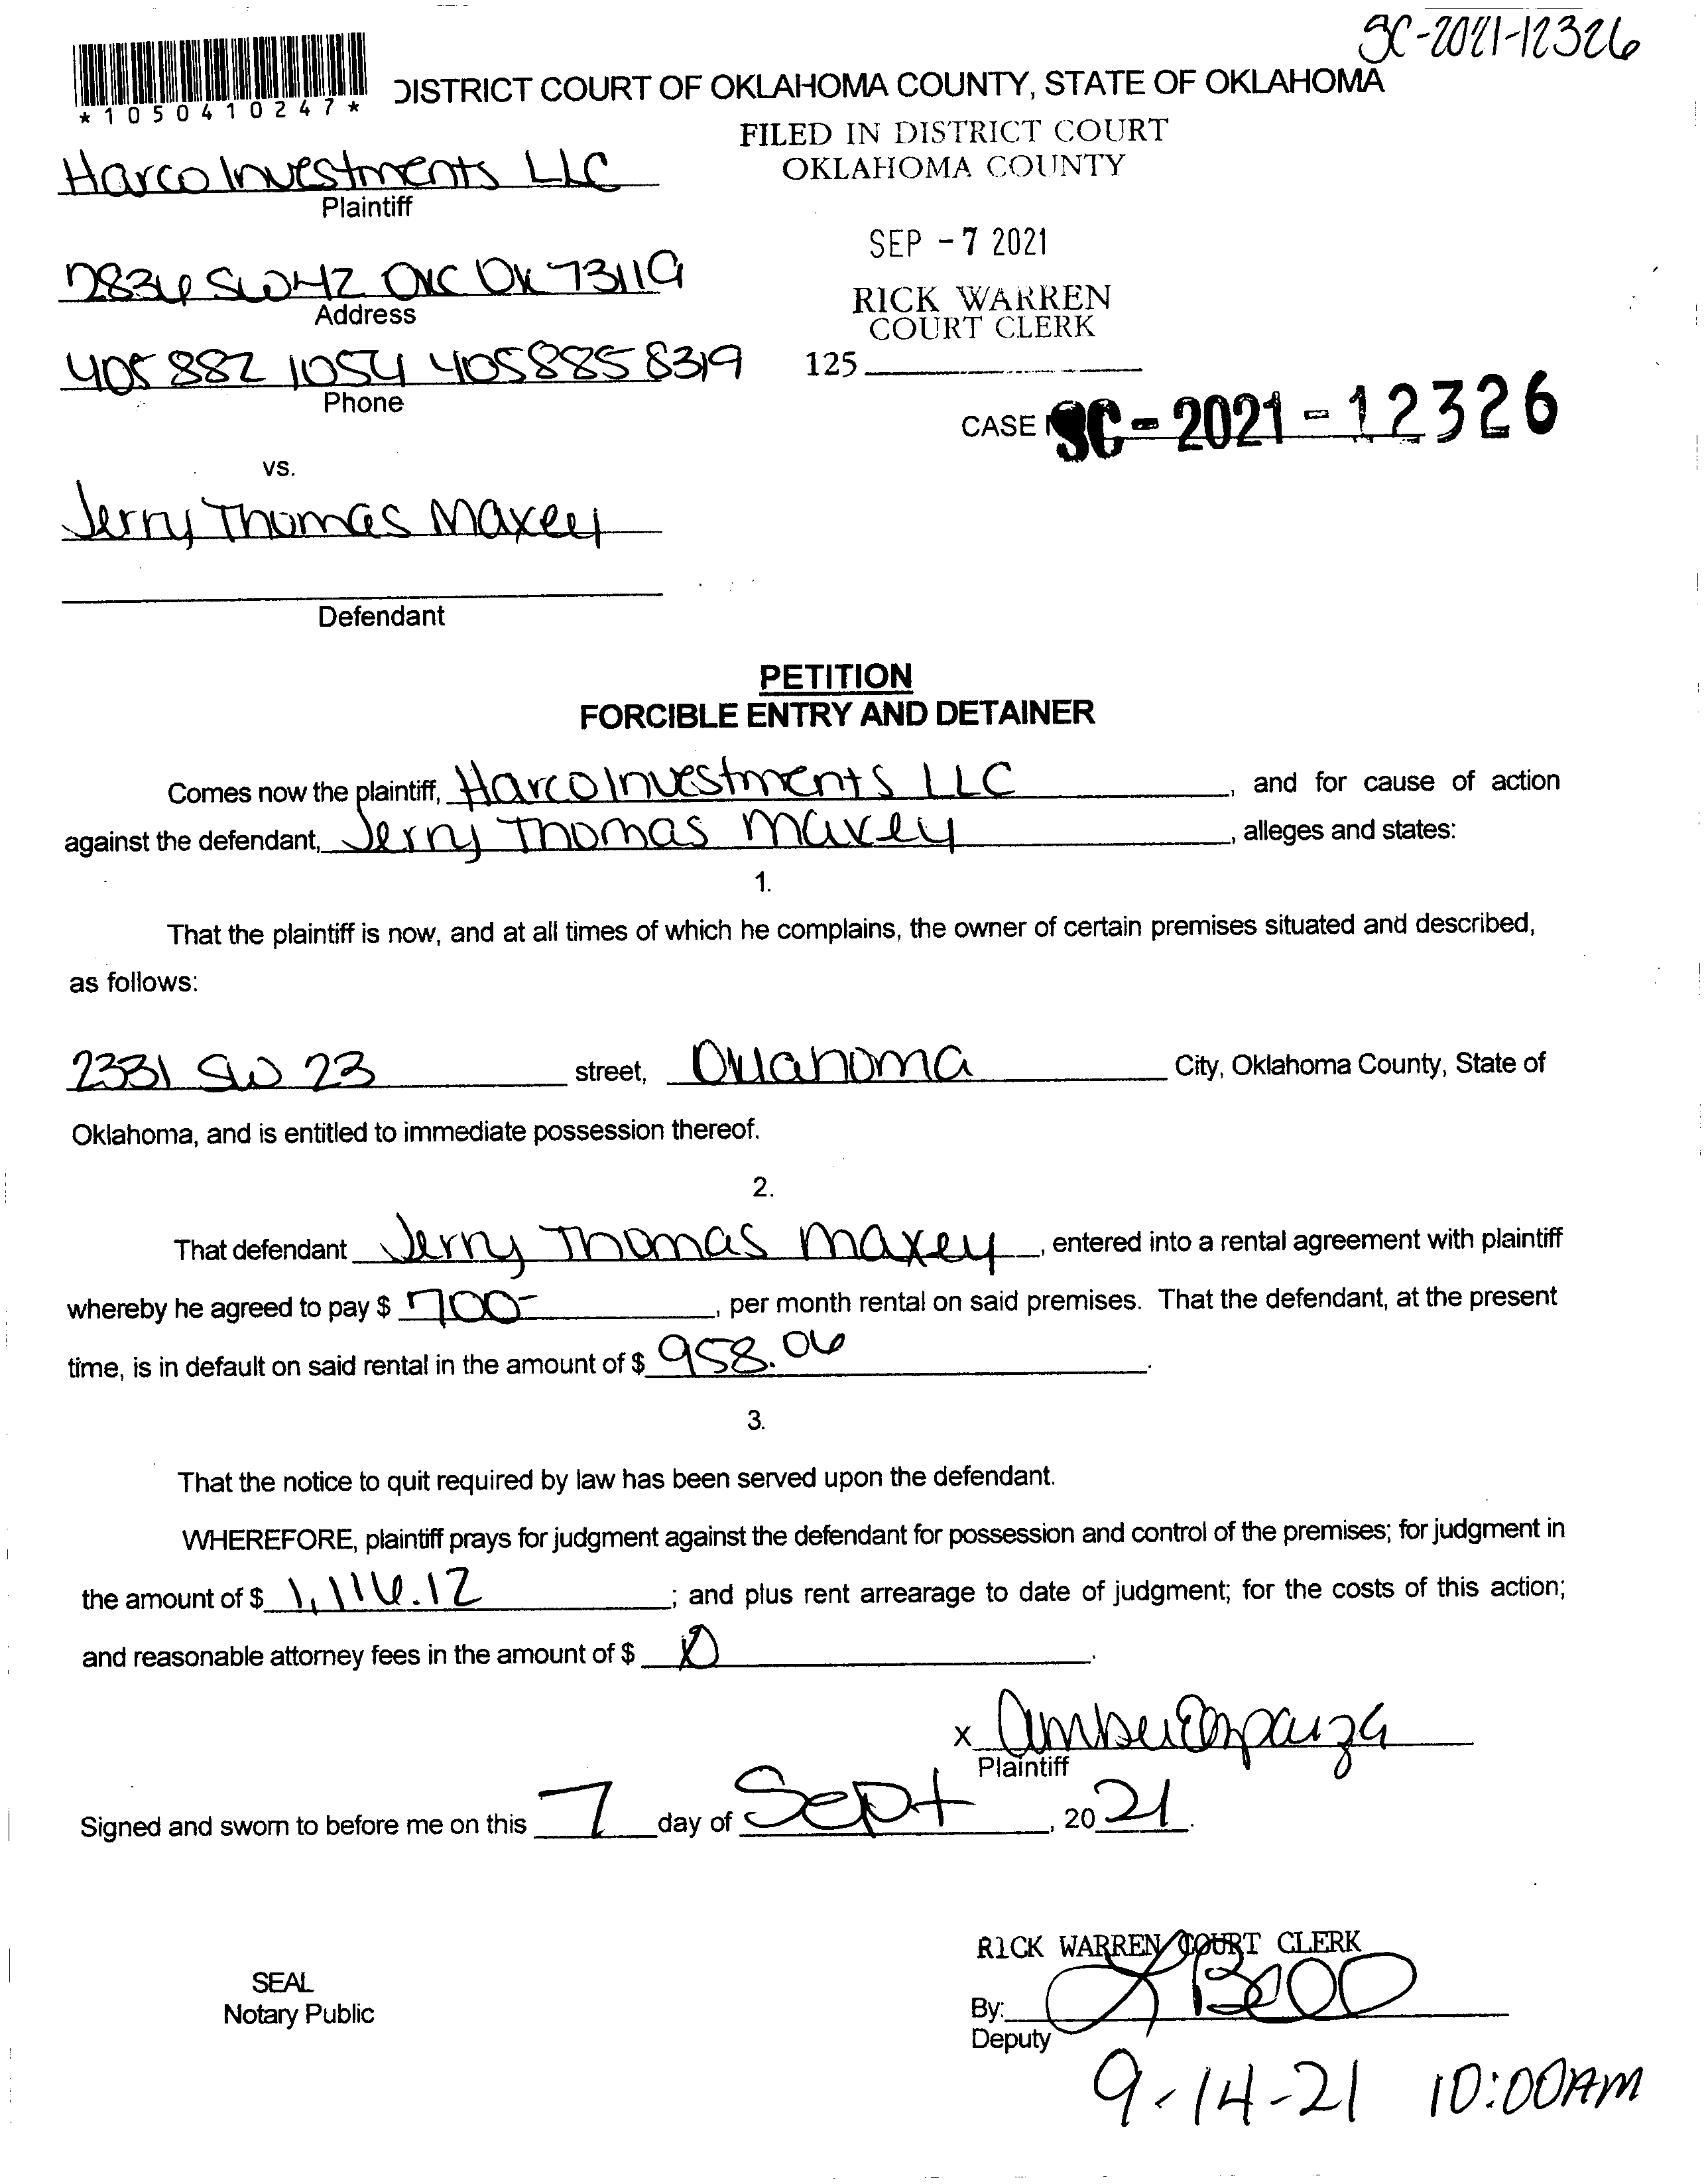 SC-2021-12326
*1050410247*
DISTRICT COURT OF OKLAHOMA COUNTY, STATE OF OKLAHOMA
FILED IN DISTRICT COURT
OKLAHOMA COUNTY
Harco Investments LLC
Plaintiff
SEP -7 2021
2836 SW 42 OKC OK 73119
Address
RICK WARREN
COURT CLERK
405 882 1054 405 885 8319
Phone
125
CASE SC-2021-12326
vs.
Jerry Thomas Maxey
Defendant
PETITION
FORCIBLE ENTRY AND DETAINER
Comes now the plaintiff, Harco Investments LLC, and for cause of action
against the defendant, Jerry Thomas Maxey, alleges and states:
1.
That the plaintiff is now, and at all times of which he complains, the owner of certain premises situated and described,
as follows:
2331 SW 23 street, Oklahoma City, Oklahoma County, State of
Oklahoma, and is entitled to immediate possession thereof.
2.
That defendant Jerry Thomas Maxey, entered into a rental agreement with plaintiff
whereby he agreed to pay $ 700-, per month rental on said premises. That the defendant, at the present
time, is in default on said rental in the amount of $ 958.06.
3.
That the notice to quit required by law has been served upon the defendant.
WHEREFORE, plaintiff prays for judgment against the defendant for possession and control of the premises; for judgment in
the amount of $ 1,116.12; and plus rent arrearage to date of judgment; for the costs of this action;
and reasonable attorney fees in the amount of $ 0.
x Amber Esparza
Plaintiff
Signed and sworn to before me on this 7 day of Sept, 2021.
RICK WARREN COURT CLERK
SEAL
Notary Public
By:
Deputy
9-14-21 10:00AM